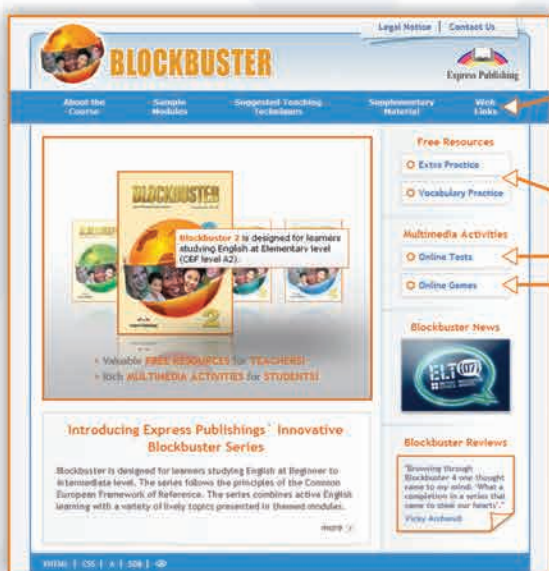 Legal Notice | Contact Us
BLOCKBUSTER
Express Publishing
About the Course
Sample Modules
Suggested Teaching Techniques
Supplementary Material
Web Links
BLOCKBUSTER
2
Blockbuster 2 is designed for learners
studying English at Elementary level
(CEF level A2).
• Valuable FREE RESOURCES for TEACHERS!
• Rich MULTIMEDIA ACTIVITIES for STUDENTS!
Introducing Express Publishings` Innovative
Blockbuster Series
Blockbuster is designed for learners studying English at Beginner to
Intermediate level. The series follows the principles of the Common
European Framework of Reference. The series combines active English
learning with a variety of lively topics presented in themed modules.
more
Free Resources
Extra Practice
Vocabulary Practice
Multimedia Activities
Online Tests
Online Games
Blockbuster News
ELT
Blockbuster Reviews
"Browsing through
Blockbuster 4 one thought
came to my mind: 'What a
completion in a series that
came to steal our hearts'."
Vicky
XHTML | CSS | A | 508 |